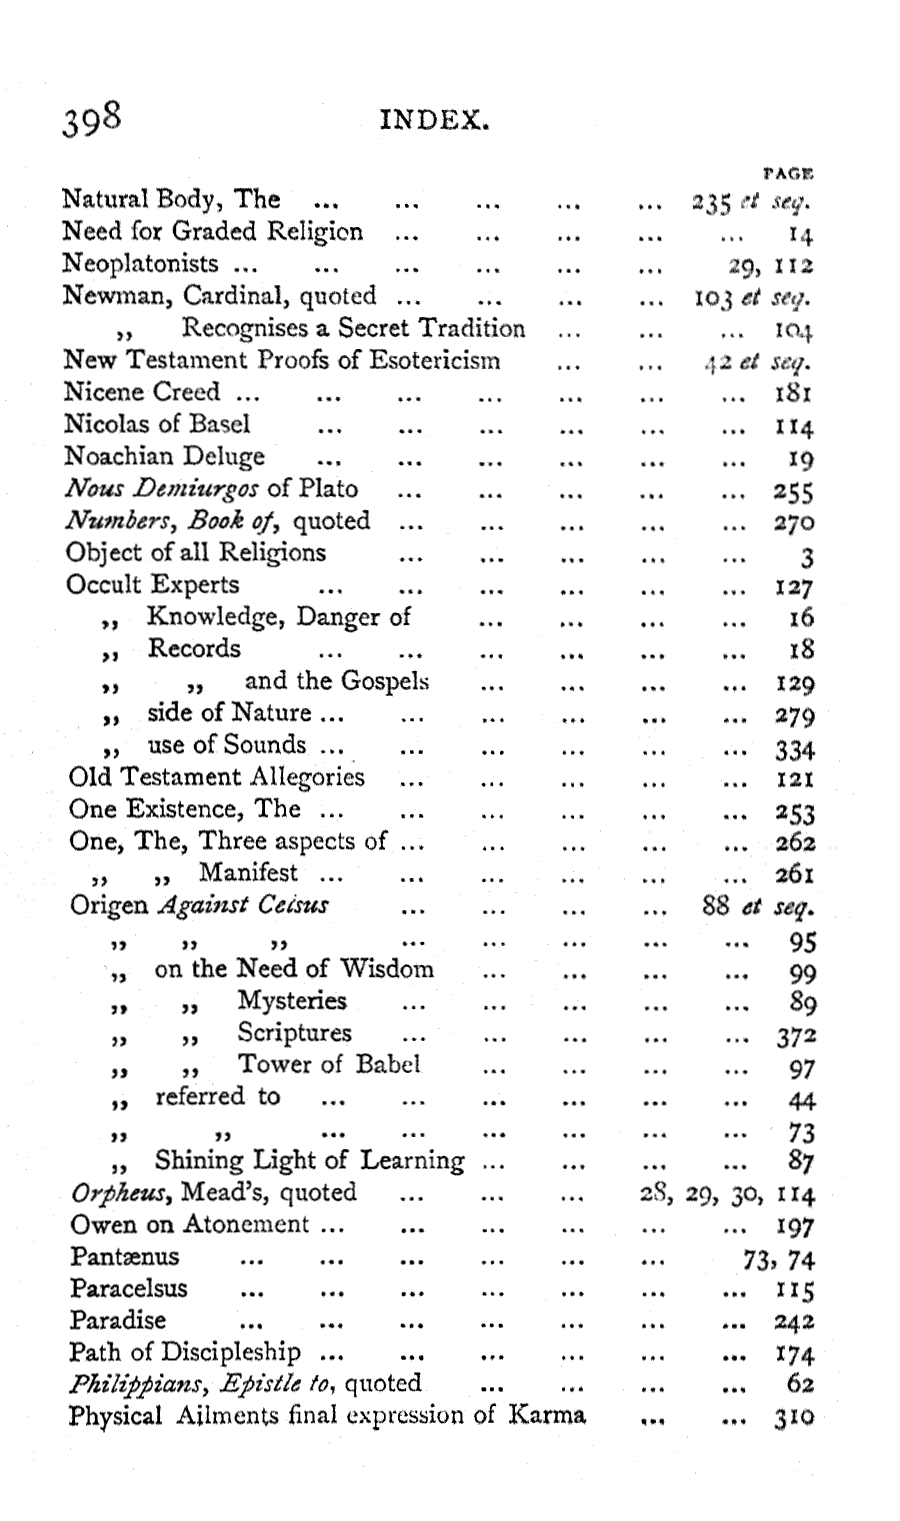 398 INDEX.
PAGE
Natural Body, The ... ... ... ... ... 235 et seq.
Need for Graded Religion ... ... ... ... ... 14
Neoplatonists ... ... ... ... ... ... 29, 112
Newman, Cardinal, quoted ... ... ... ... 103 et seq.
„ Recognises a Secret Tradition ... ... ... 104
New Testament Proofs of Esotericism ... ... 42 et seq.
Nicene Creed ... ... ... ... ... ... ... 181
Nicolas of Basel ... ... ... ... ... ... 114
Noachian Deluge ... ... ... ... ... ... 19
Nous Demiurgos of Plato ... ... ... ... ... 255
Numbers, Book of, quoted ... ... ... ... ... 270
Object of all Religions ... ... ... ... ... 3
Occult Experts ... ... ... ... ... ... 127
„ Knowledge, Danger of ... ... ... ... 16
„ Records ... ... ... ... ... ... 18
„ „ and the Gospels ... ... ... ... 129
„ side of Nature ... ... ... ... ... ... 279
„ use of Sounds ... ... ... ... ... ... 334
Old Testament Allegories ... ... ... ... ... 121
One Existence, The ... ... ... ... ... ... 253
One, The, Three aspects of ... ... ... ... ... 262
„ „ Manifest ... ... ... ... ... ... 261
Origen Against Celsus ... ... ... ... 88 et seq.
„ „ „ ... ... ... ... ... 95
„ on the Need of Wisdom ... ... ... ... 99
„ „ Mysteries ... ... ... ... ... 89
„ „ Scriptures ... ... ... ... ... 372
„ „ Tower of Babel ... ... ... ... 97
„ referred to ... ... ... ... ... ... 44
„ „ ... ... ... ... ... ... 73
„ Shining Light of Learning ... ... ... ... 87
Orpheus, Mead's, quoted ... ... ... 28, 29, 30, 114
Owen on Atonement ... ... ... ... ... ... 197
Pantænus ... ... ... ... ... ... 73, 74
Paracelsus ... ... ... ... ... ... ... 115
Paradise ... ... ... ... ... ... ... 242
Path of Discipleship ... ... ... ... ... ... 174
Philippians, Epistle to, quoted ... ... ... ... 62
Physical Ailments final expression of Karma ... ... 310